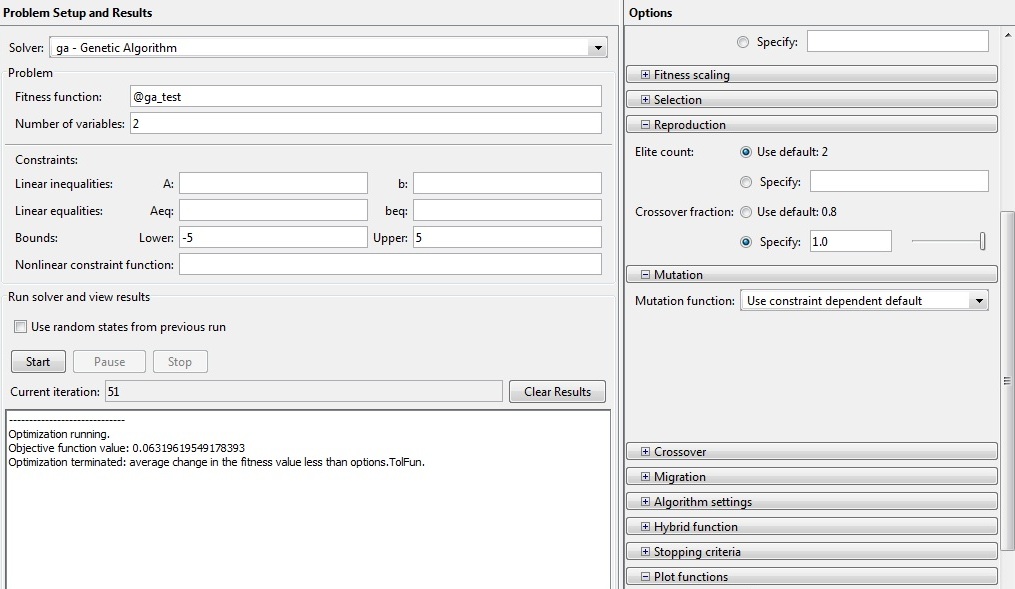 Problem Setup and Results
Solver: ga - Genetic Algorithm
Problem
Fitness function: @ga_test
Number of variables: 2
Constraints:
Linear inequalities: A: b:
Linear equalities: Aeq: beq:
Bounds: Lower: -5 Upper: 5
Nonlinear constraint function:
Run solver and view results
Use random states from previous run
Start Pause Stop
Current iteration: 51 Clear Results
-----------------------------
Optimization running.
Objective function value: 0.06319619549178393
Optimization terminated: average change in the fitness value less than options.TolFun.
Options
Specify:
Fitness scaling
Selection
Reproduction
Elite count: Use default: 2
Specify:
Crossover fraction: Use default: 0.8
Specify: 1.0
Mutation
Mutation function: Use constraint dependent default
Crossover
Migration
Algorithm settings
Hybrid function
Stopping criteria
Plot functions